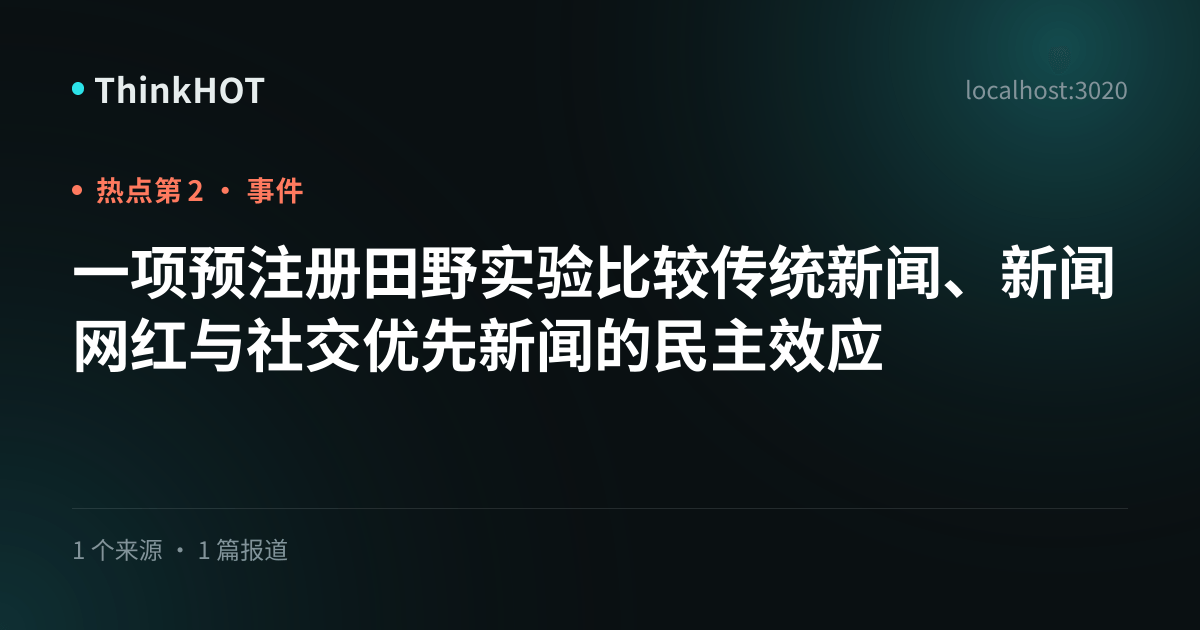 ThinkHOT
localhost:3020
热点第 2 · 事件
一项预注册田野实验比较传统新闻、新闻
网红与社交优先新闻的民主效应
1 个来源 · 1 篇报道